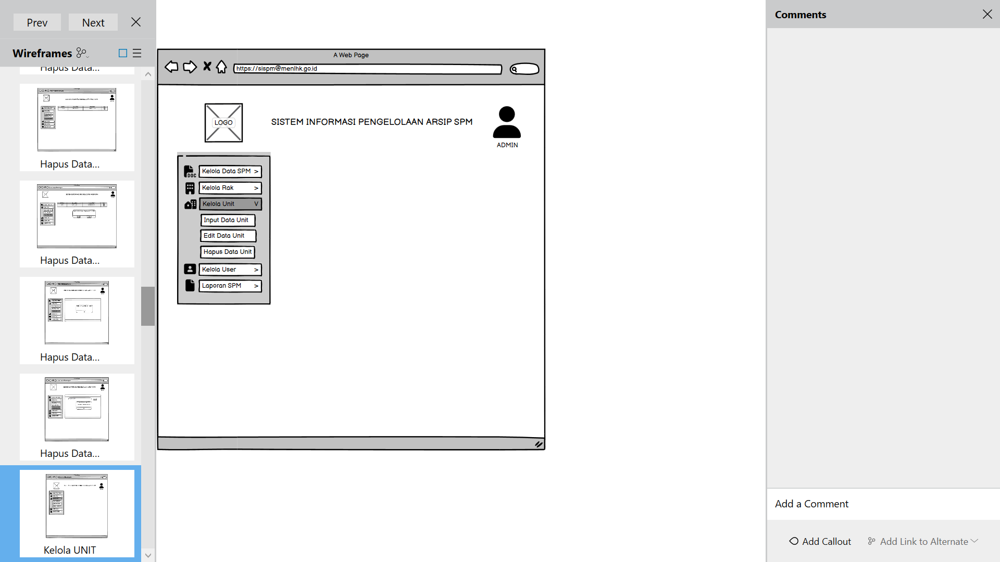 Prev
Next
Wireframes
Hapus Data...
Hapus Data...
Hapus Data...
Hapus Data...
Hapus Data...
Kelola UNIT
A Web Page
https://sispm@menlhk.go.id
LOGO
SISTEM INFORMASI PENGELOLAAN ARSIP SPM
ADMIN
DOC
Kelola Data SPM >
Kelola Rak >
Kelola Unit V
Input Data Unit
Edit Data Unit
Hapus Data Unit
Kelola User >
Laporan SPM >
Comments
Add a Comment
Add Callout
Add Link to Alternate